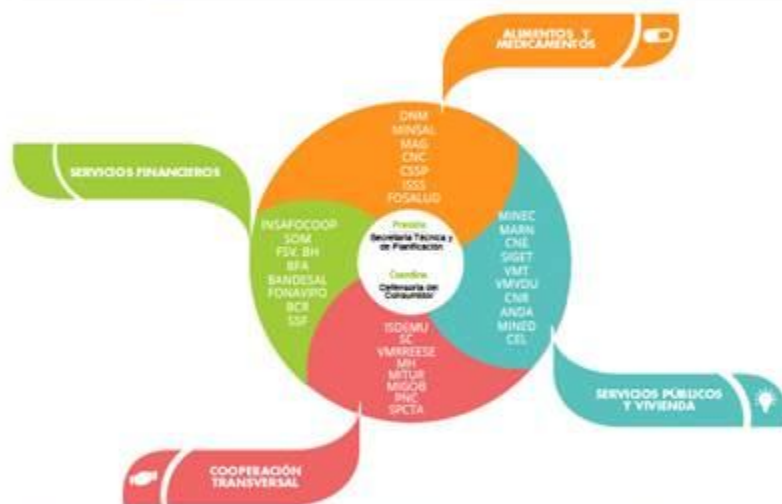 ALIMENTOS Y
MEDICAMENTOS
SERVICIOS FINANCIEROS
DNM
MINSAL
MAG
CNC
CSSP
ISSS
FOSALUD
INSAFOCOOP
SGM
FSV. BH
BFA
BANDESAL
FONAVIPO
BCR
SSF
Preside
Secretaría Técnica y
de Planificación
Coordina
Defensoría del
Consumidor
MINEC
MARN
CNE
SIGET
VMT
VMVDU
CNR
ANDA
MINED
CEL
ISDEMU
SC
VMRREESE
MH
MITUR
MIGOB
PNC
SPCTA
SERVICIOS PÚBLICOS
Y VIVIENDA
COOPERACIÓN
TRANSVERSAL